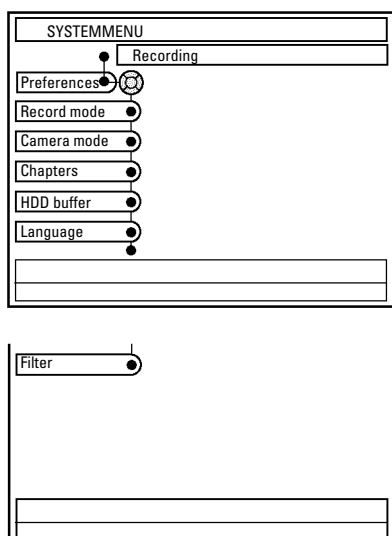 SYSTEMMENU
Recording
Preferences
Record mode
Camera mode
Chapters
HDD buffer
Language
Filter